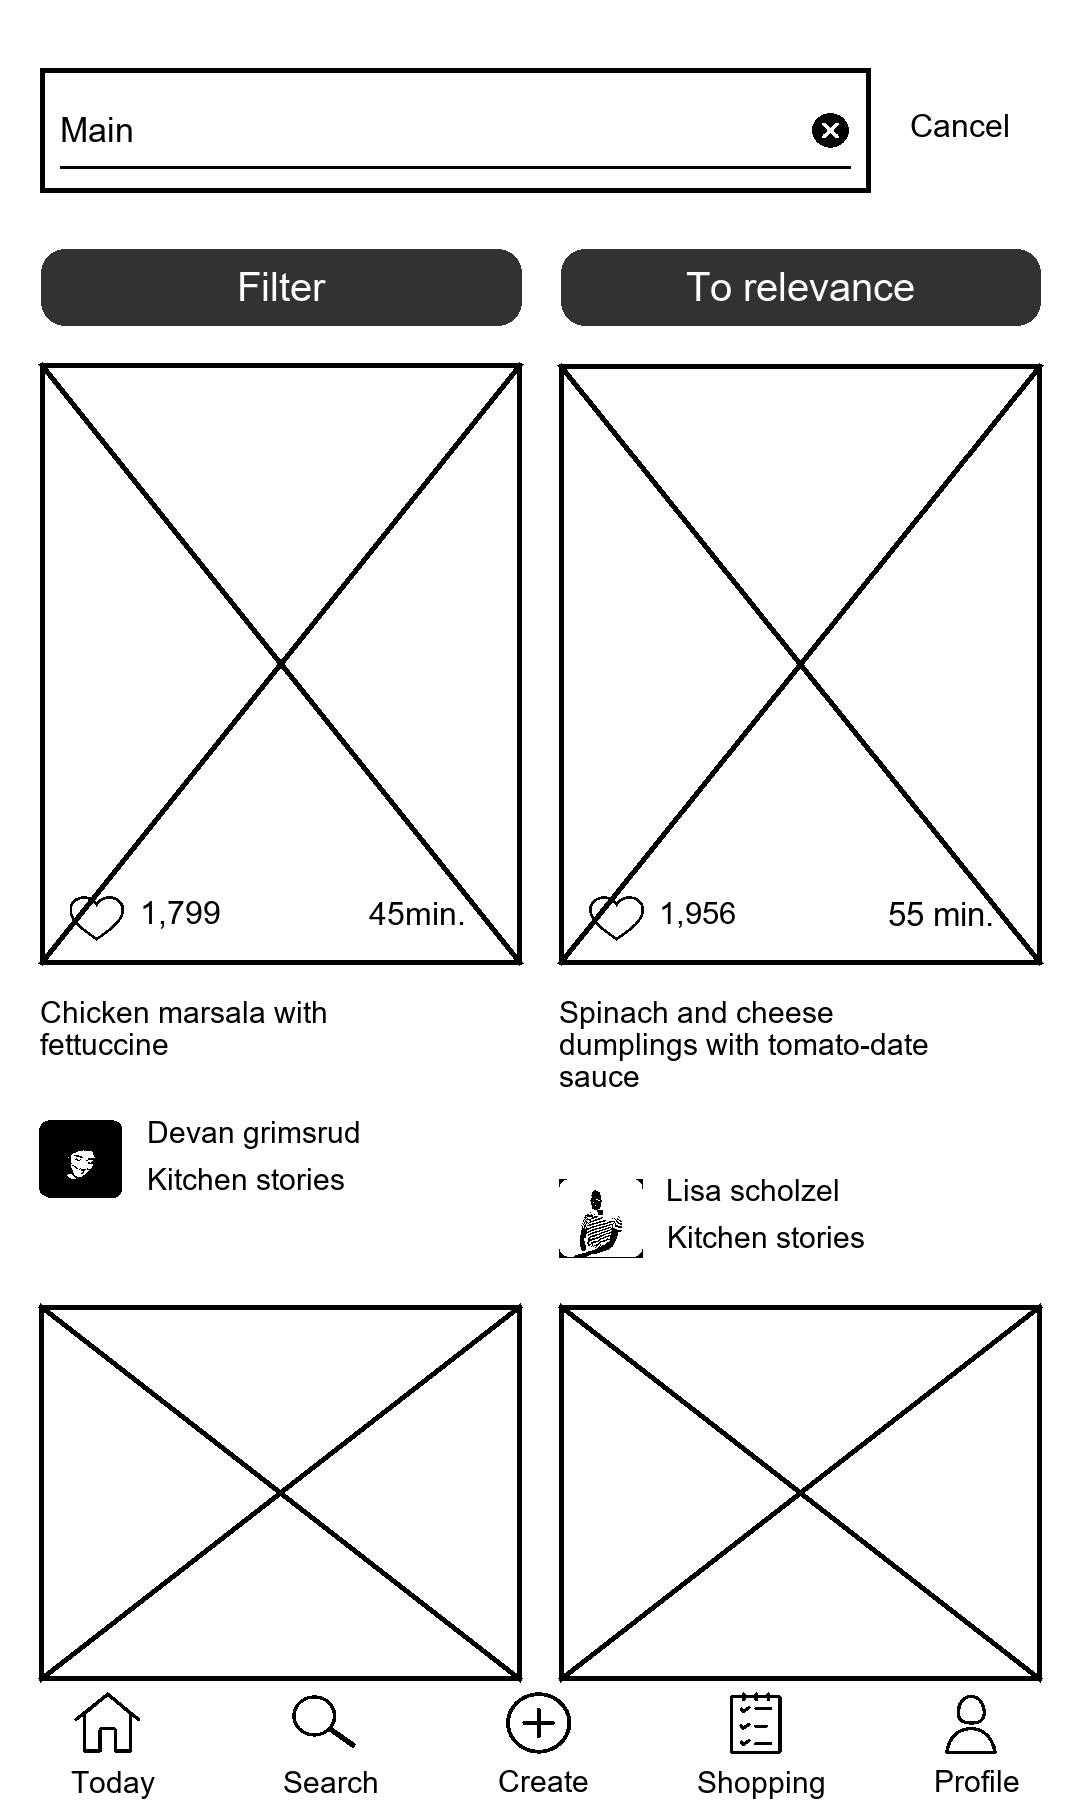 Main
Cancel
Filter
To relevance
1,799
45min.
1,956
55 min.
Chicken marsala with
fettuccine
Spinach and cheese
dumplings with tomato-date
sauce
Devan grimsrud
Kitchen stories
Lisa scholzel
Kitchen stories
Today
Search
Create
Shopping
Profile